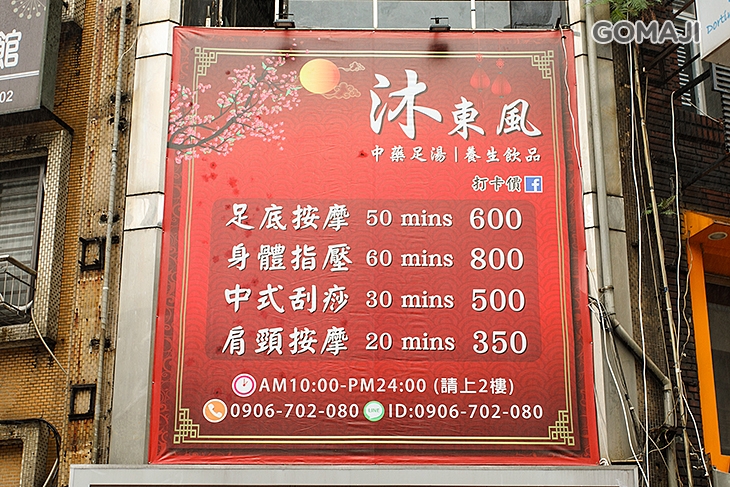 GOMAJI
館
02
沐東風
中藥足湯|養生飲品
打卡價
足底按摩 50 mins 600
身體指壓 60 mins 800
中式刮痧 30 mins 500
肩頸按摩 20 mins 350
AM10:00-PM24:00 (請上2樓)
0906-702-080 LINE ID:0906-702-080